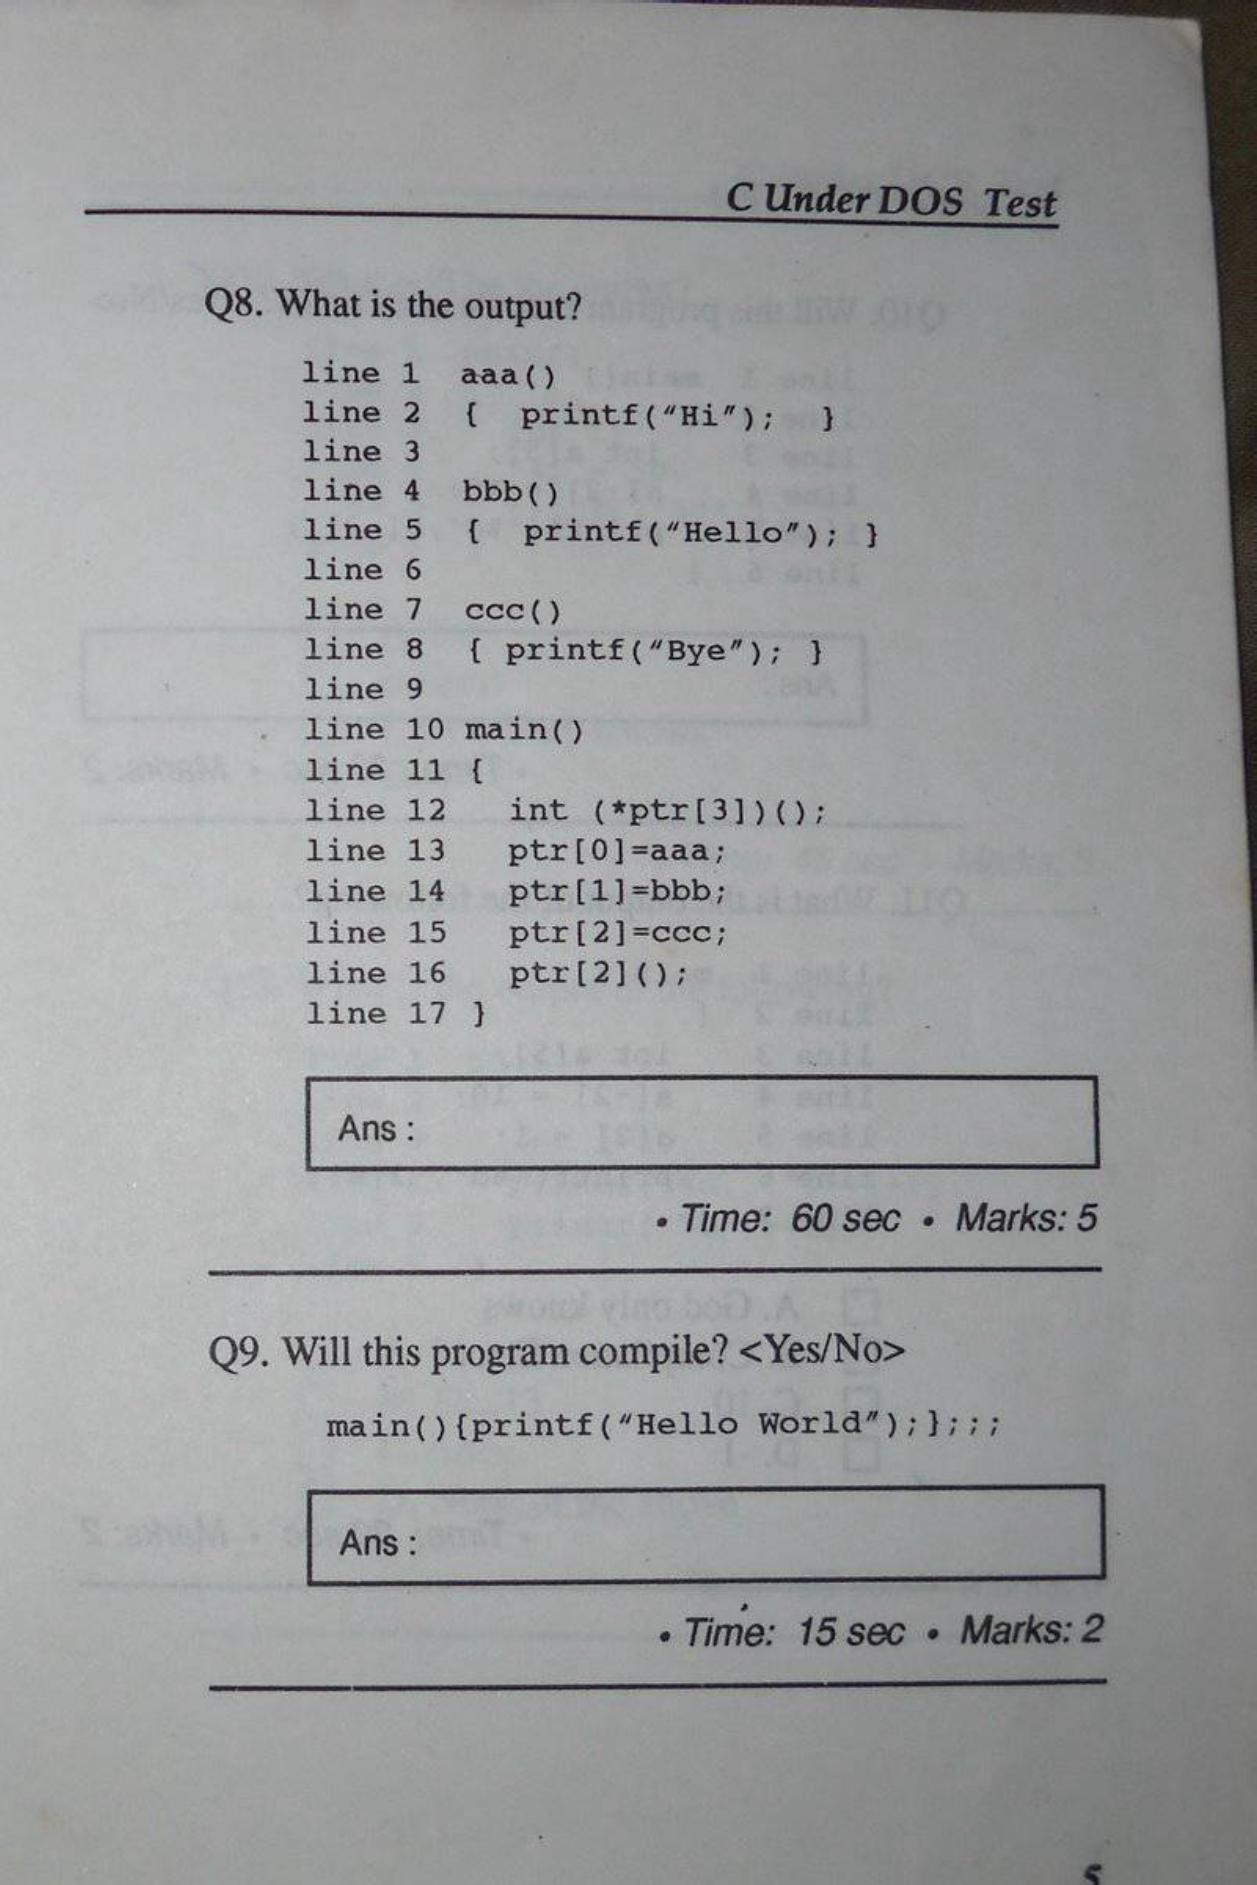 C Under DOS Test
Q8. What is the output?
line 1 aaa()
line 2 { printf("Hi"); }
line 3
line 4 bbb()
line 5 { printf("Hello"); }
line 6
line 7 ccc()
line 8 { printf("Bye"); }
line 9
line 10 main()
line 11 {
line 12 int (*ptr[3])();
line 13 ptr[0]=aaa;
line 14 ptr[1]=bbb;
line 15 ptr[2]=ccc;
line 16 ptr[2]();
line 17 }
Ans :
• Time: 60 sec • Marks: 5
Q9. Will this program compile? <Yes/No>
main(){printf("Hello World");};;;
Ans :
• Time: 15 sec • Marks: 2
5